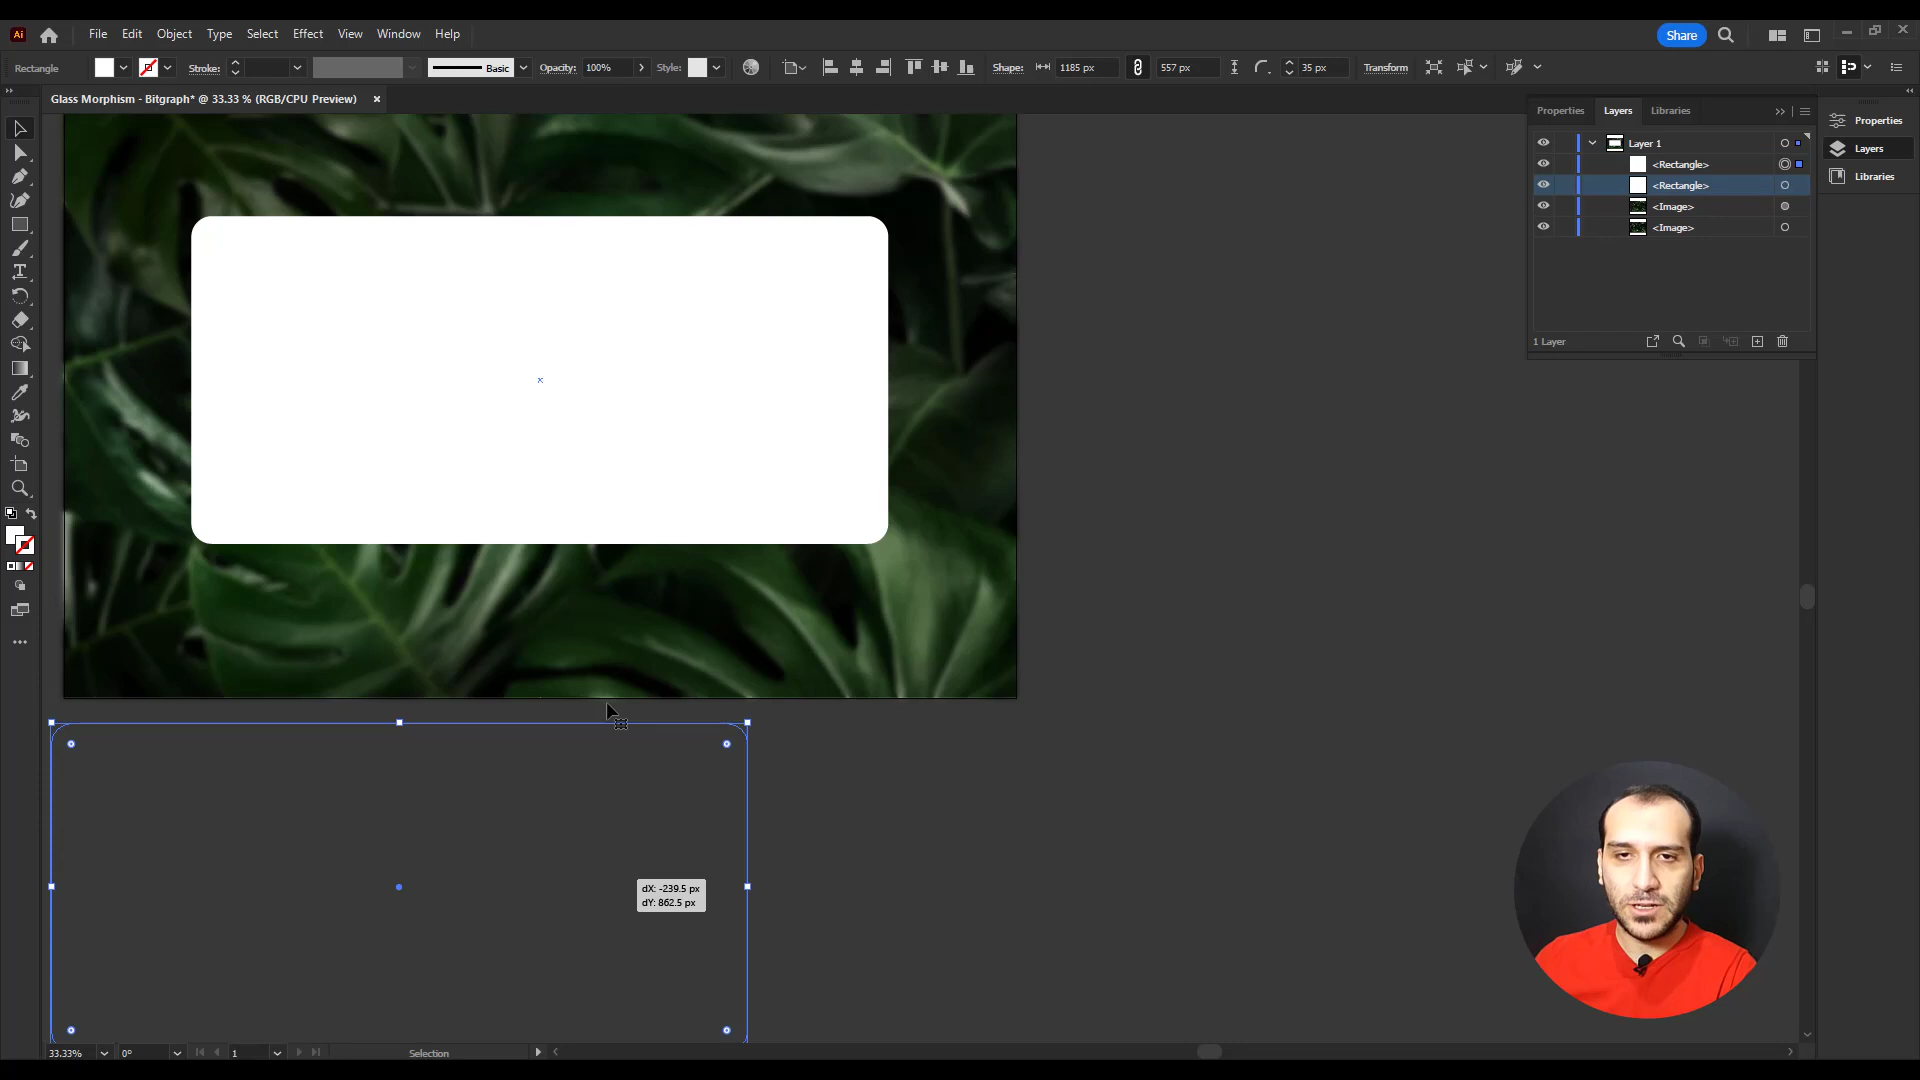 Ai File Edit Object Type Select Effect View Window Help Share
Rectangle Stroke: Basic Opacity: 100% Style: Shape: 1185 px 557 px 35 px Transform
Glass Morphism - Bitgraph* @ 33.33 % (RGB/CPU Preview) ×
Properties Layers Libraries
Layer 1
<Rectangle>
<Rectangle>
<Image>
<Image>
1 Layer
Properties
Layers
Libraries
dX: -239.5 px
dY: 862.5 px
33.33% 0° 1 Selection